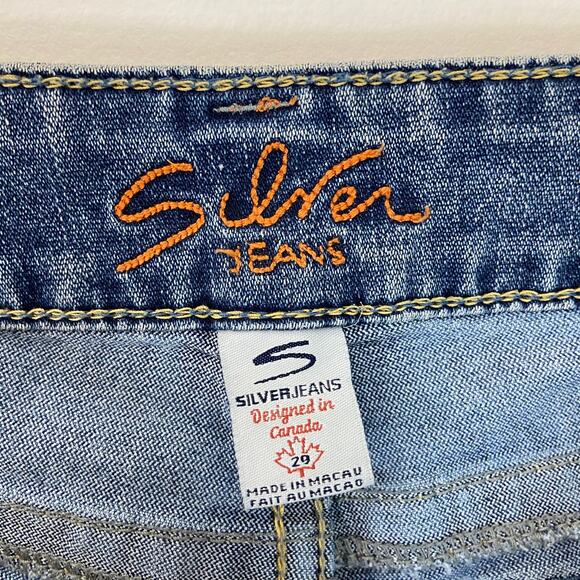 Silver
JEANS
S
SILVERJEANS
Designed in
Canada
29
MADE IN MACAU
FAIT AU MACAO